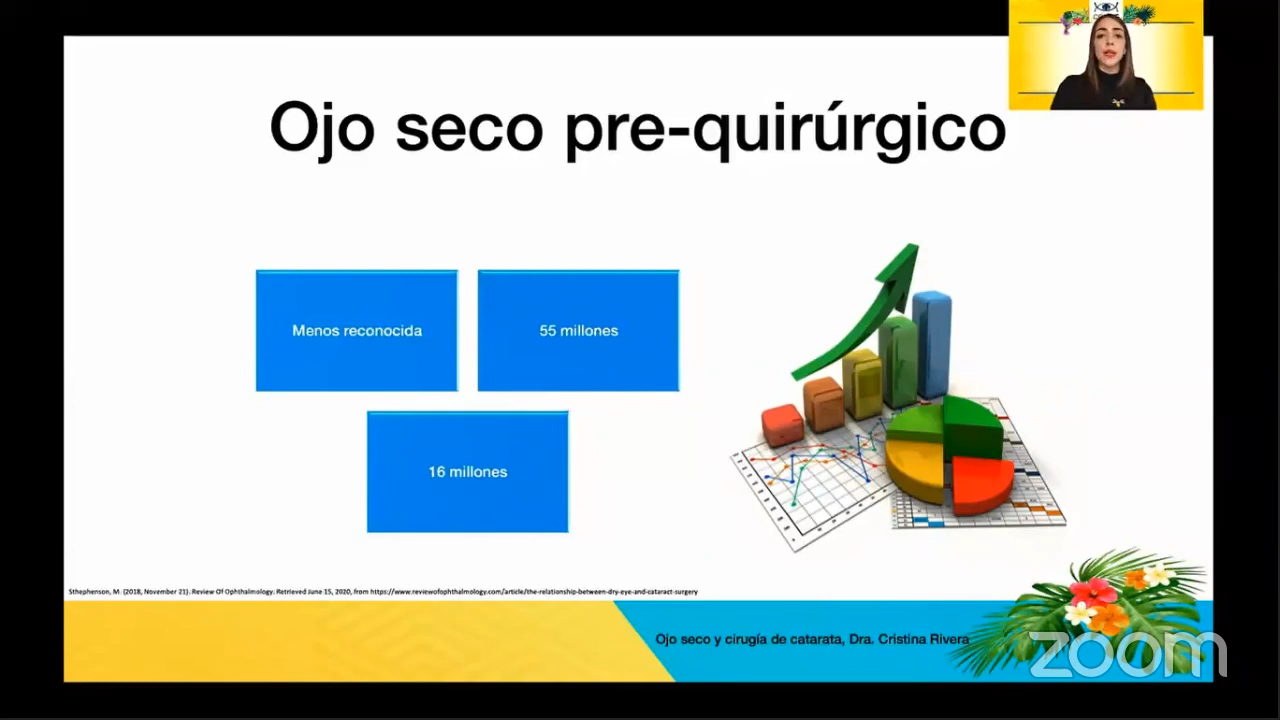 Ojo seco pre-quirúrgico
Menos reconocida
55 millones
16 millones
Sthephenson, M. (2018, November 21). Review Of Ophthalmology. Retrieved June 15, 2020, from https://www.reviewofophthalmology.com/article/the-relationship-between-dry-eye-and-cataract-surgery
Ojo seco y cirugía de catarata, Dra. Cristina Rivera
zoom